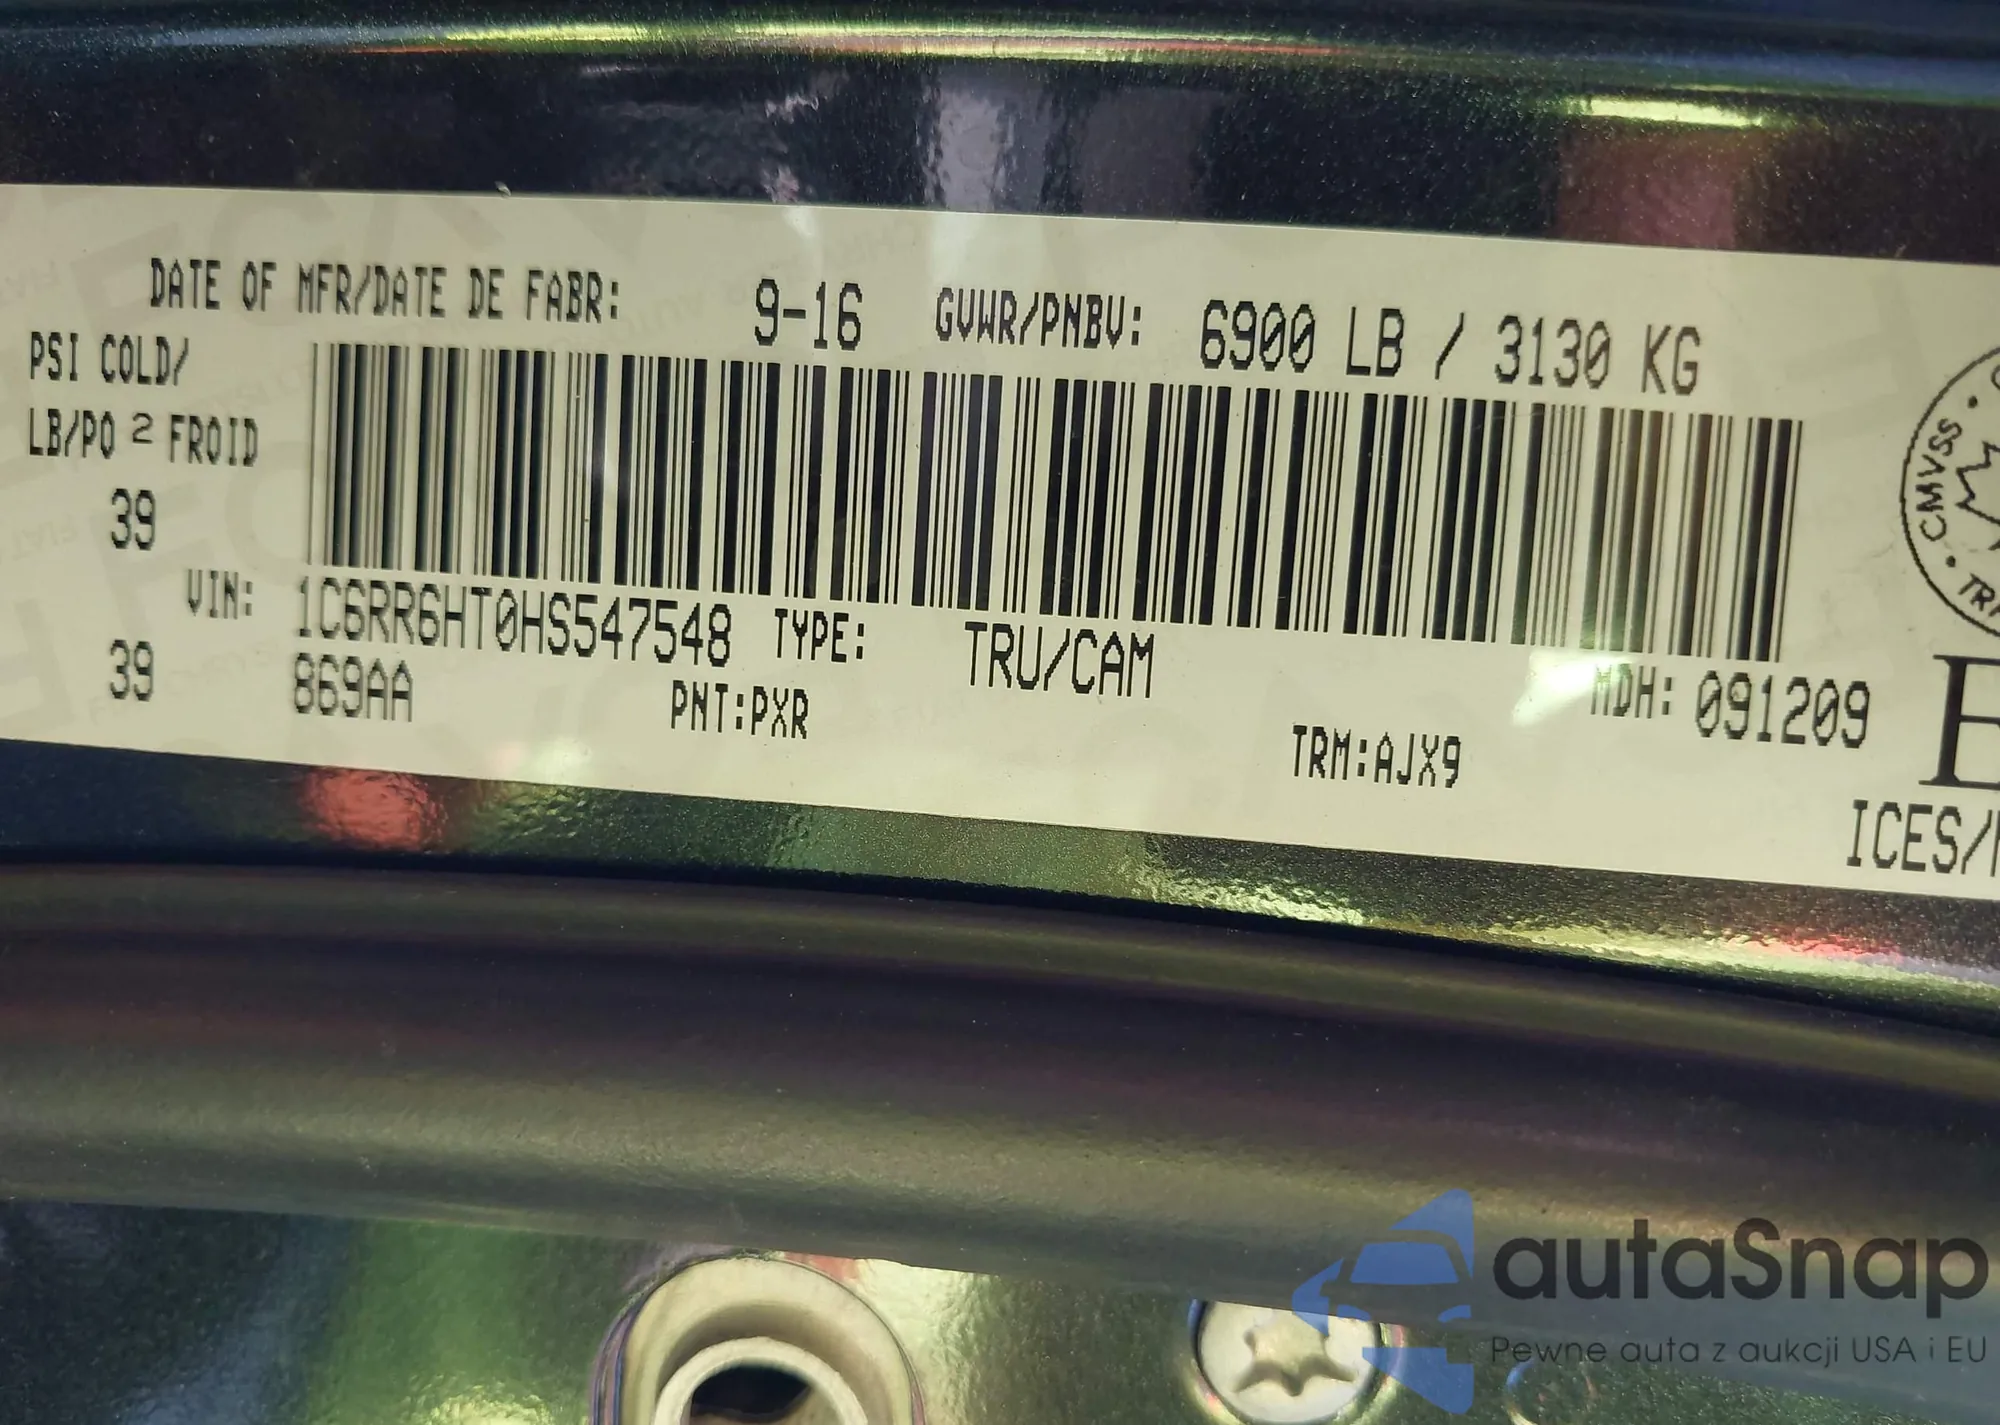 DATE OF MFR/DATE DE FABR: 9-16 GVWR/PNBV: 6900 LB / 3130 KG
PSI COLD/
LB/PO 2 FROID
39
VIN: 1C6RR6HT0HS547548 TYPE: TRU/CAM MDH: 091209
39 869AA PNT:PXR TRM:AJX9
CMVSS
ICES/
autaSnap
Pewne auta z aukcji USA i EU